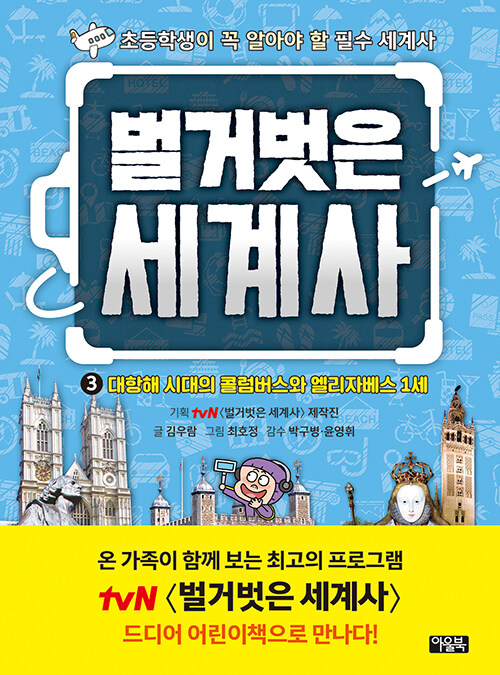 초등학생이 꼭 알아야 할 필수 세계사
벌거벗은
세계사
3 대항해 시대의 콜럼버스와 엘리자베스 1세
기획 tvN〈벌거벗은 세계사〉 제작진
글 김우람 그림 최호정 감수 박구병·윤영휘
온 가족이 함께 보는 최고의 프로그램
tvN 〈벌거벗은 세계사〉
드디어 어린이책으로 만나다!
아울북